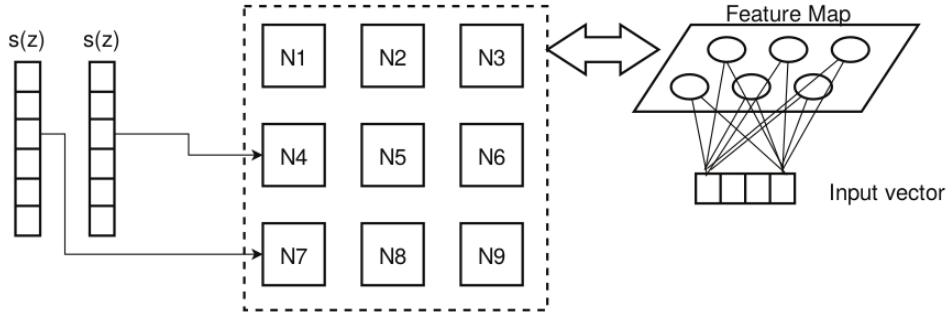 s(z) s(z)
N1 N2 N3
N4 N5 N6
N7 N8 N9
Feature Map
Input vector